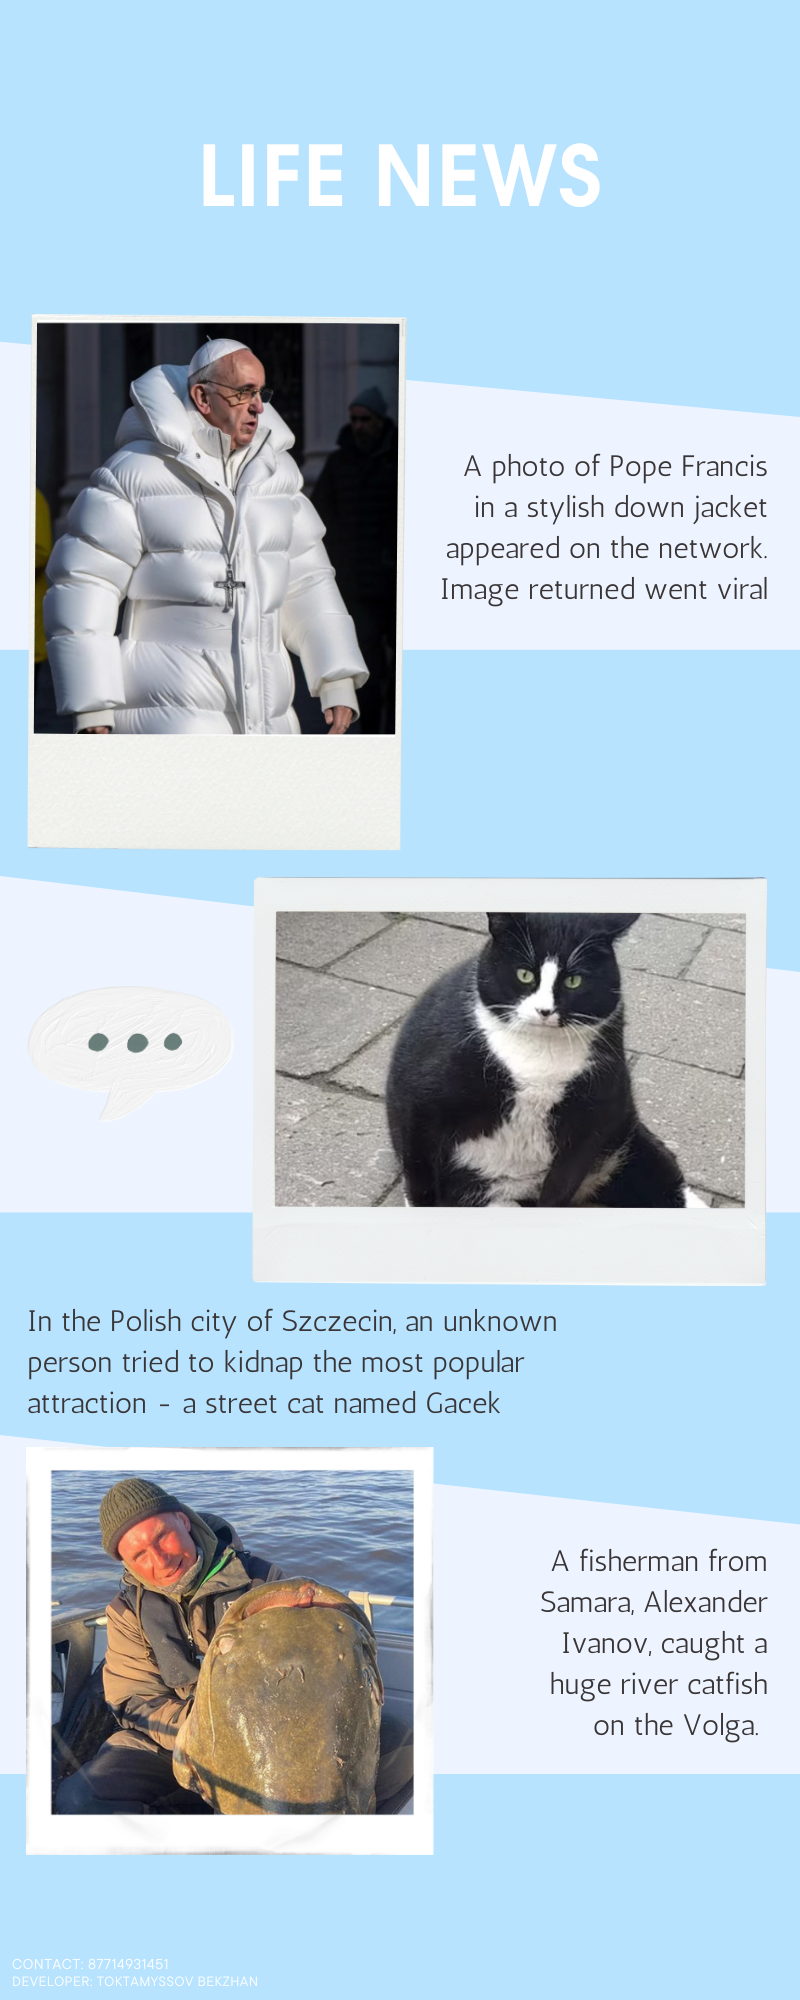 LIFE NEWS
A photo of Pope Francis
in a stylish down jacket
appeared on the network.
Image returned went viral
In the Polish city of Szczecin, an unknown
person tried to kidnap the most popular
attraction - a street cat named Gacek
A fisherman from
Samara, Alexander
Ivanov, caught a
huge river catfish
on the Volga.
CONTACT: 87714931451
DEVELOPER: TOKTAMYSSOV BEKZHAN